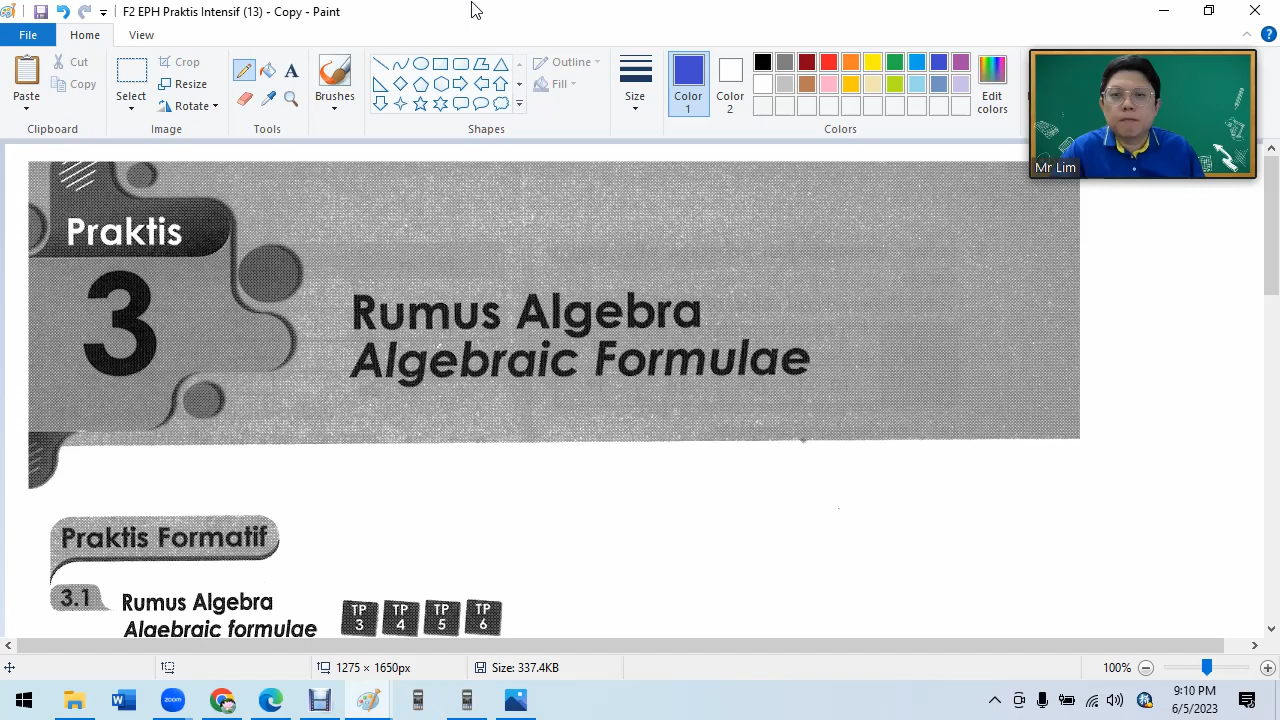 F2 EPH Praktis Intensif (13) - Copy - Paint
File
Home
View
Paste
Cut
Copy
Clipboard
Select
Crop
Resize
Rotate
Image
A
Tools
Brushes
Shapes
Outline
Fill
Size
Color 1
Color 2
Edit colors
Colors
Mr Lim
Praktis
3
Rumus Algebra
Algebraic Formulae
Praktis Formatif
3.1 Rumus Algebra
Algebraic formulae
TP 3
TP 4
TP 5
TP 6
1275 × 1650px
Size: 337.4KB
100%
W
zoom
9:10 PM
6/5/2023